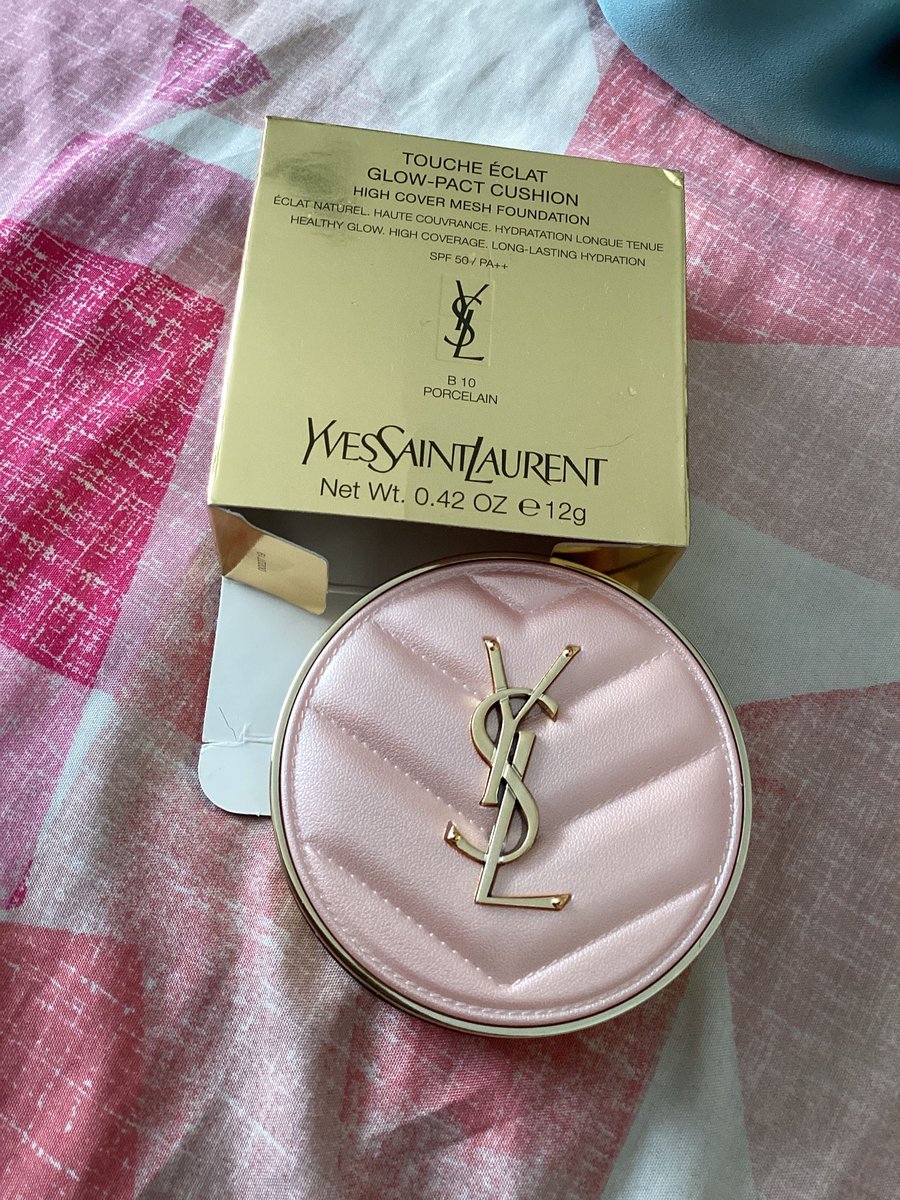 TOUCHE ÉCLAT
GLOW-PACT CUSHION
HIGH COVER MESH FOUNDATION
ÉCLAT NATUREL. HAUTE COUVRANCE. HYDRATATION LONGUE TENUE
HEALTHY GLOW. HIGH COVERAGE. LONG-LASTING HYDRATION
SPF 50 / PA++
YSL
B 10
PORCELAIN
YVESSAINTLAURENT
Net Wt. 0.42 OZ ℮12g
YSL